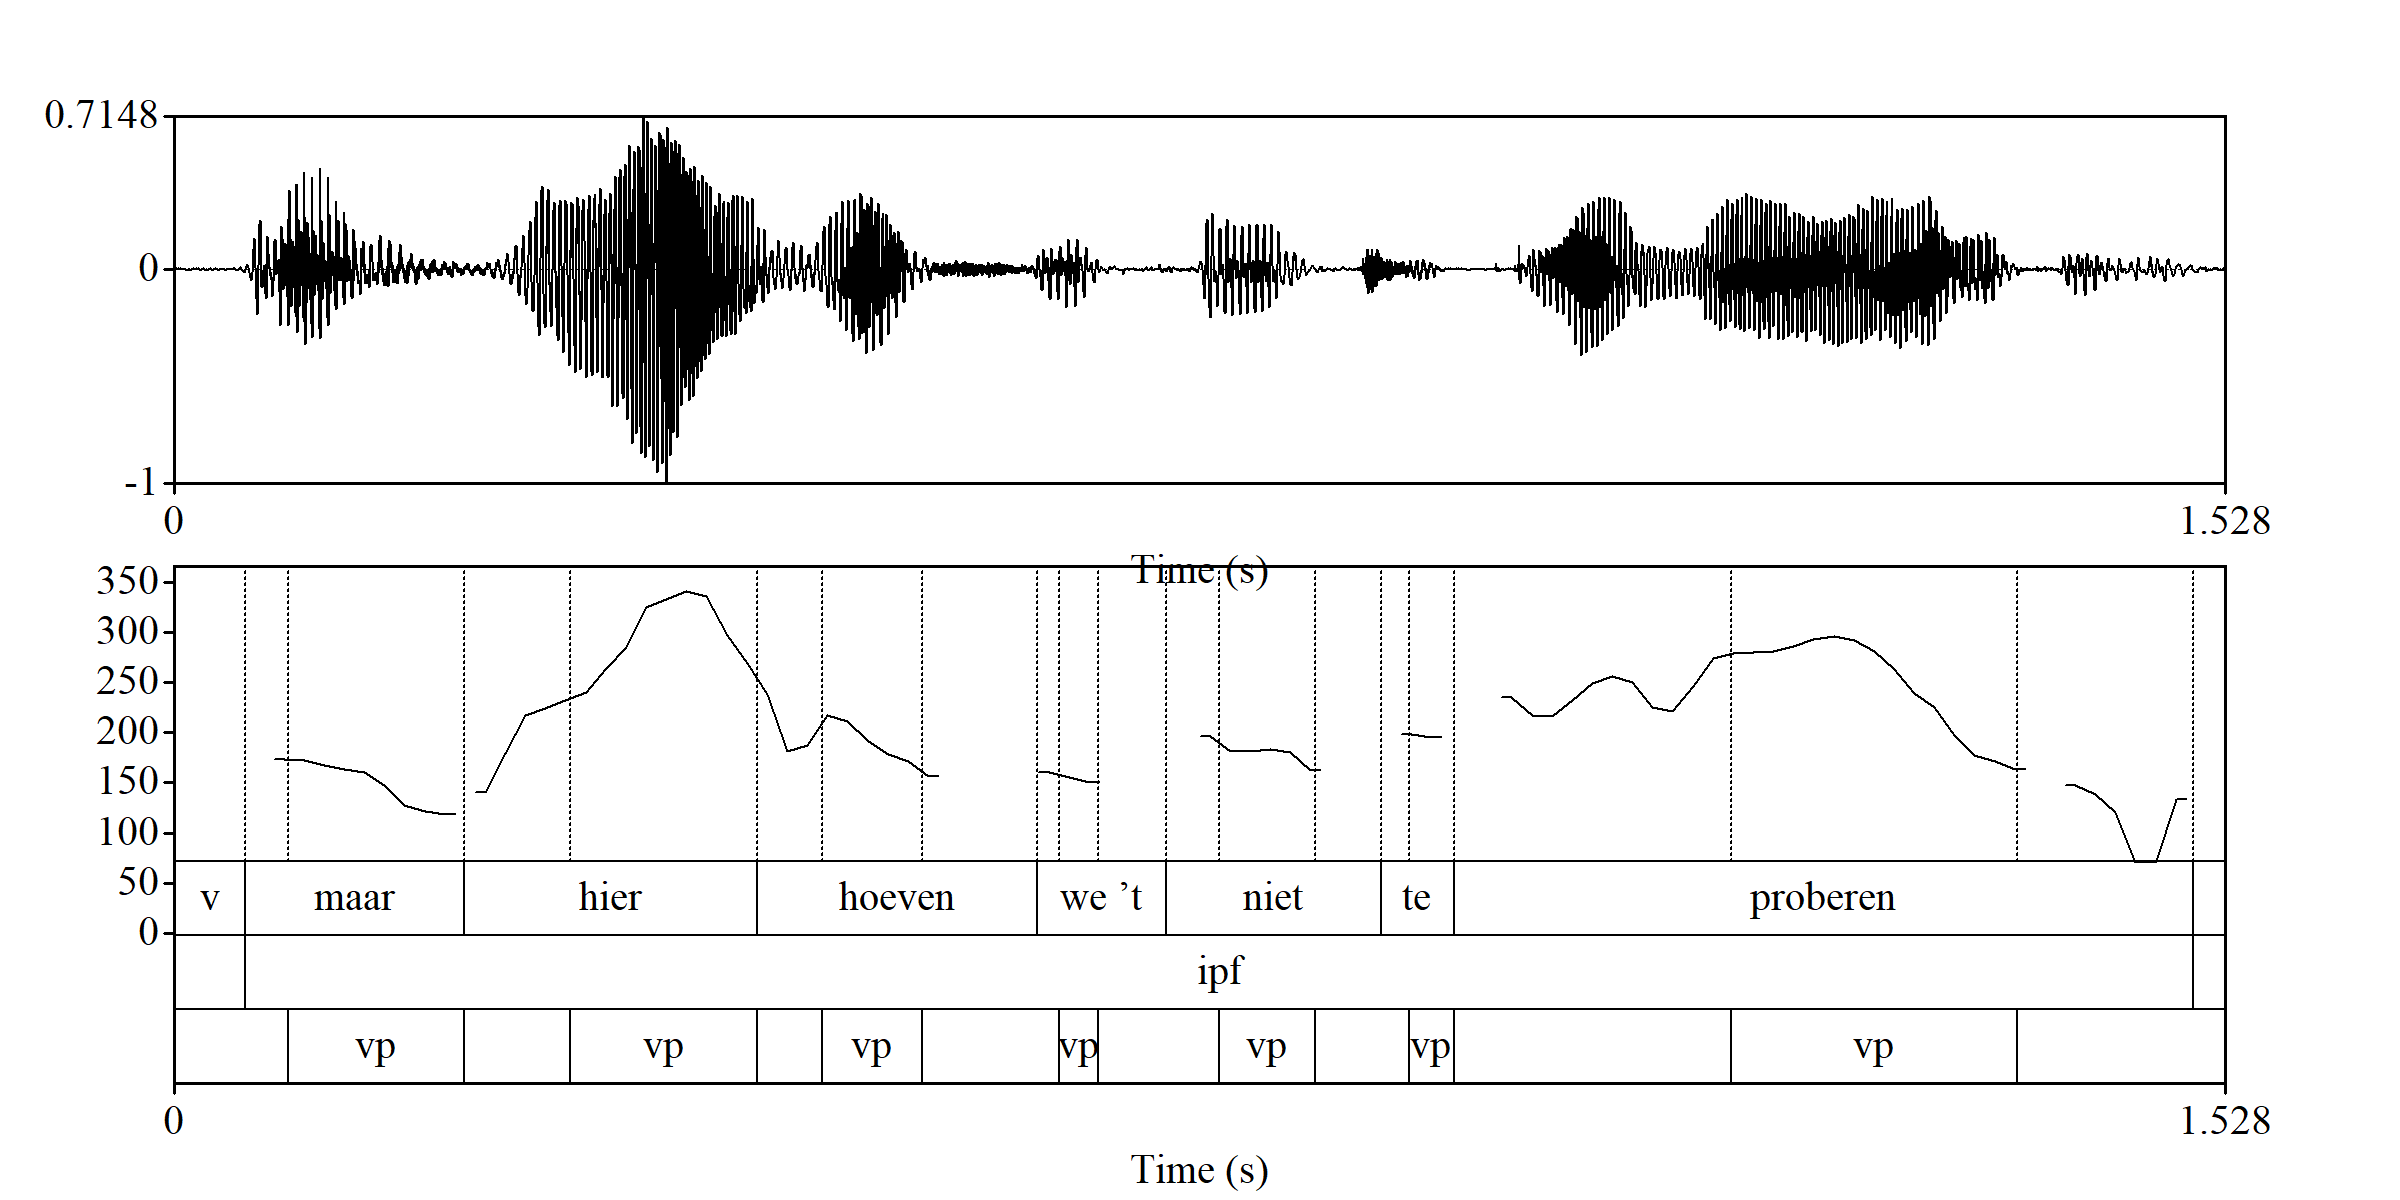 0.7148
0
-1
0 1.528
Time (s)
350
300
250
200
150
100
50
0
v maar hier hoeven we ’t niet te proberen
ipf
vp vp vp vp vp vp vp
0 1.528
Time (s)